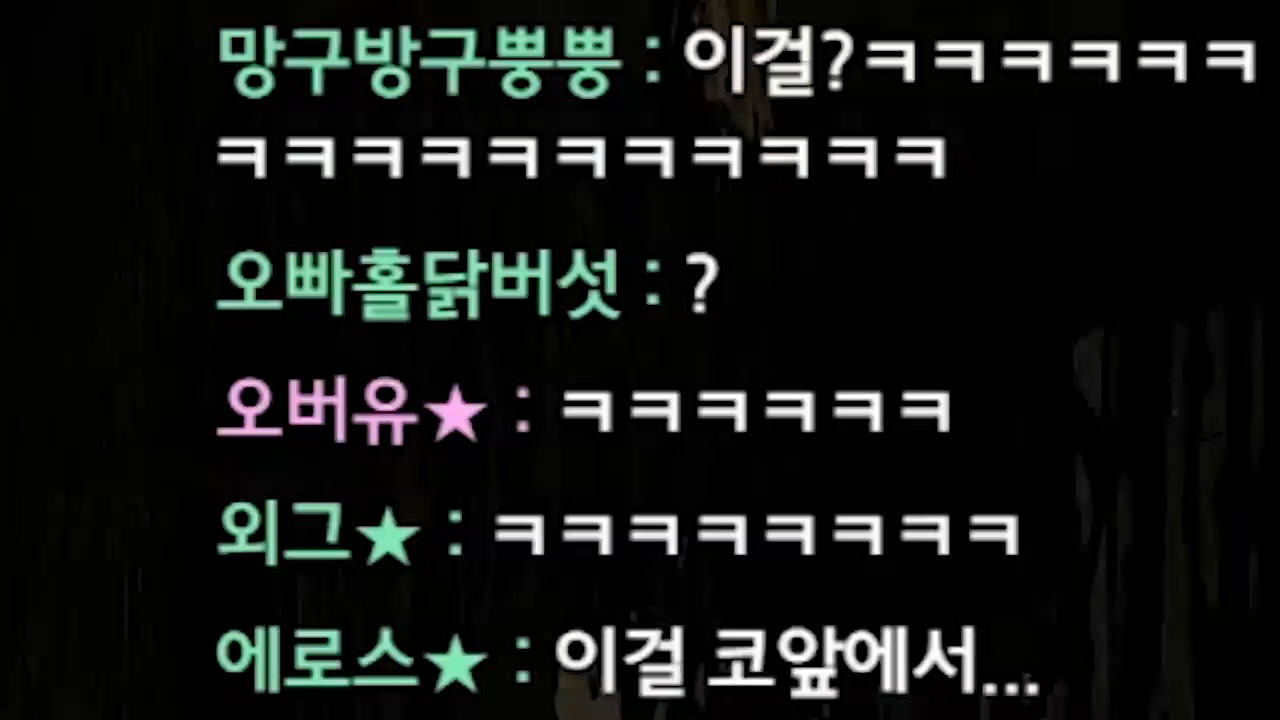 망구방구뿡뿡 : 이걸?ㅋㅋㅋㅋㅋㅋ
ㅋㅋㅋㅋㅋㅋㅋㅋㅋㅋㅋ
오빠홀닭버섯 : ?
오버유★ : ㅋㅋㅋㅋㅋㅋ
외그★ : ㅋㅋㅋㅋㅋㅋㅋㅋ
에로스★ : 이걸 코앞에서...